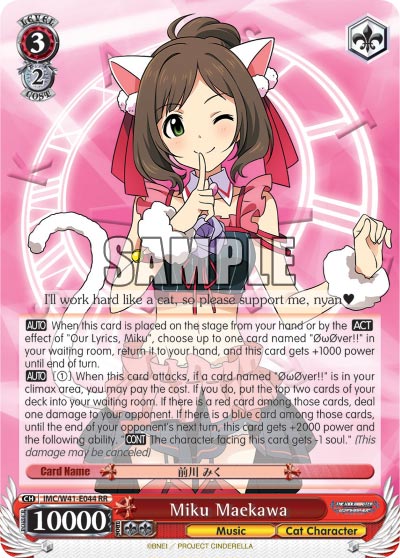 LEVEL
3
2
COST
SAMPLE
I'll work hard like a cat, so please support me, nyan♥
AUTO When this card is placed on the stage from your hand or by the ACT
effect of "Our Lyrics, Miku", choose up to one card named "ØωØver!!" in
your waiting room, return it to your hand, and this card gets +1000 power
until end of turn.
AUTO [①] When this card attacks, if a card named "ØωØver!!" is in your
climax area, you may pay the cost. If you do, put the top two cards of your
deck into your waiting room. If there is a red card among those cards, deal
one damage to your opponent. If there is a blue card among those cards,
until the end of your opponent's next turn, this card gets +2000 power and
the following ability. "CONT The character facing this card gets -1 soul." (This
damage may be canceled)
Card Name
前川 みく
CH IMC/W41-E044 RR
Miku Maekawa
10000
Music
Cat Character
©BNEI / PROJECT CINDERELLA